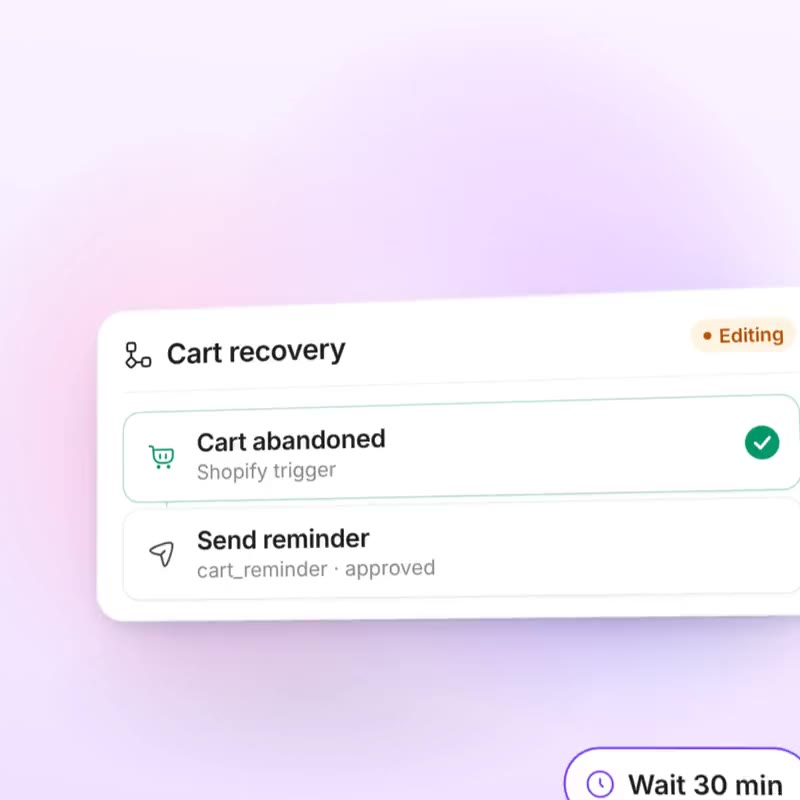 Cart recovery
Editing
Cart abandoned
Shopify trigger
Send reminder
cart_reminder · approved
Wait 30 min